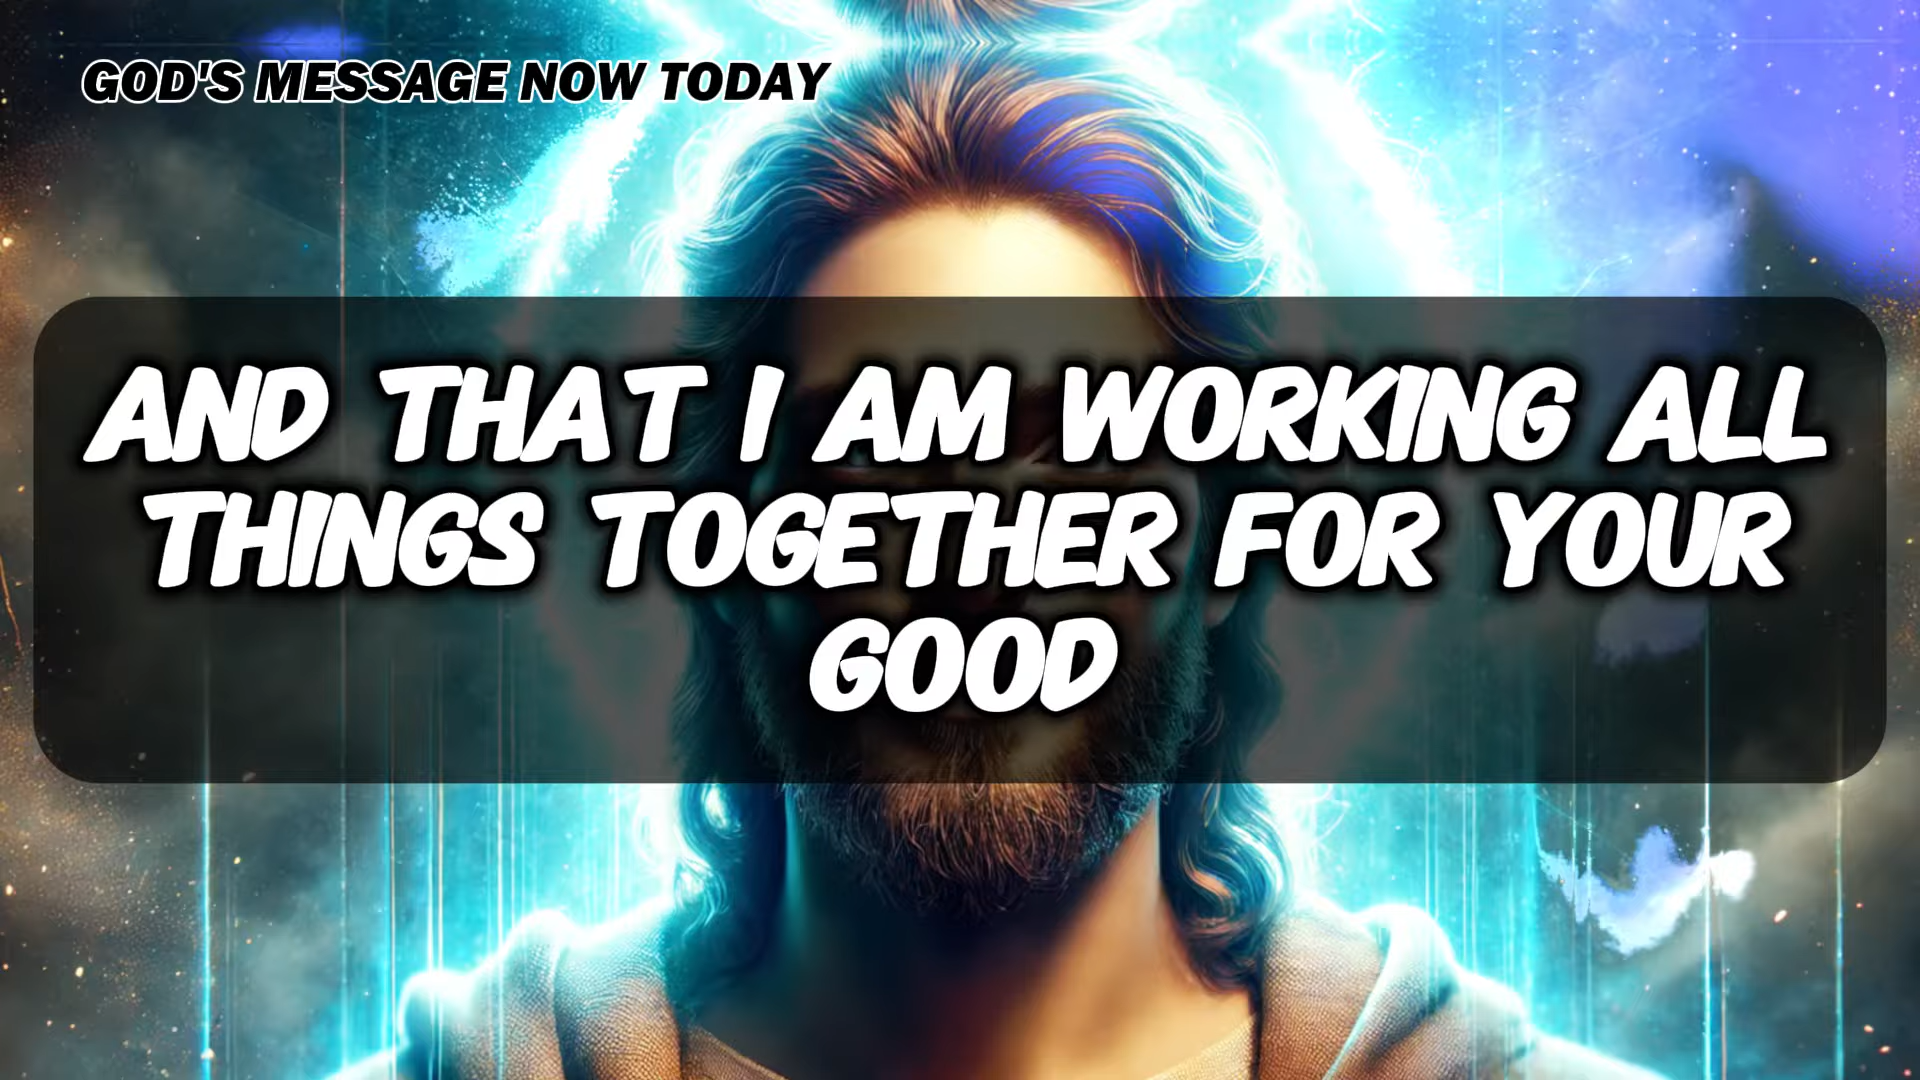 GOD'S MESSAGE NOW TODAY
AND THAT I AM WORKING ALL
THINGS TOGETHER FOR YOUR
GOOD